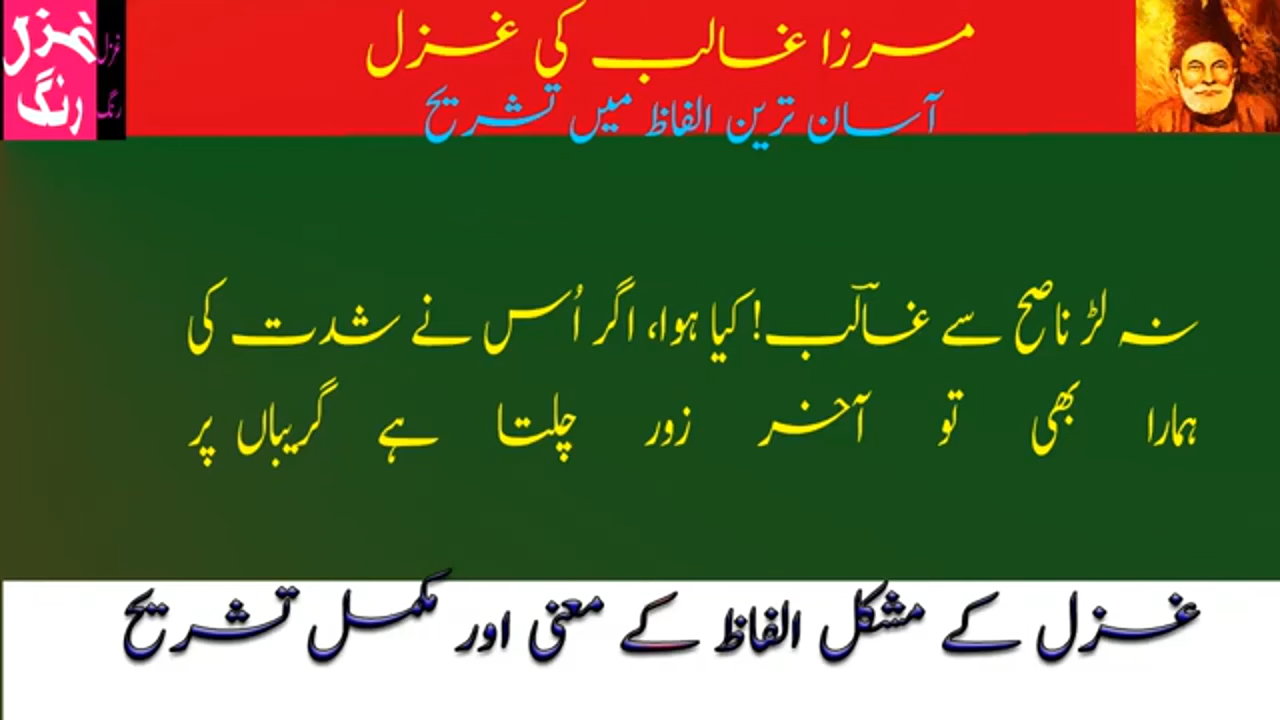 مرزا غالب کی غزل
آسان ترین الفاظ میں تشریح
غزل
رنگ
غزل
رنگ
نہ لڑ ناصح سے غالبؔ! کیا ہوا، اگر اُس نے شدت کی
ہمارا بھی تو آخر زور چلتا ہے گریباں پر
غزل کے مشکل الفاظ کے معنی اور مکمل تشریح